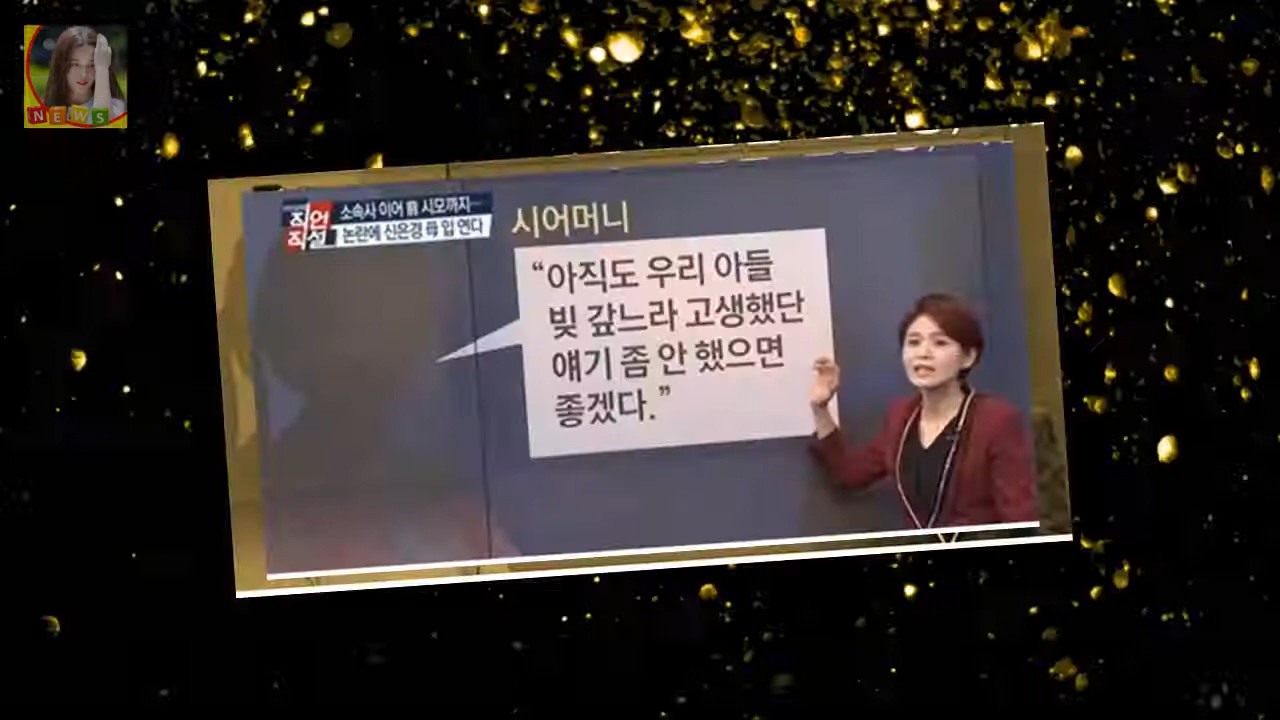 NEWS
직언
직설
소속사 이어 前 시모까지…
논란에 신은경 母 입 연다
시어머니
“아직도 우리 아들
빚 갚느라 고생했단
얘기 좀 안 했으면
좋겠다.”